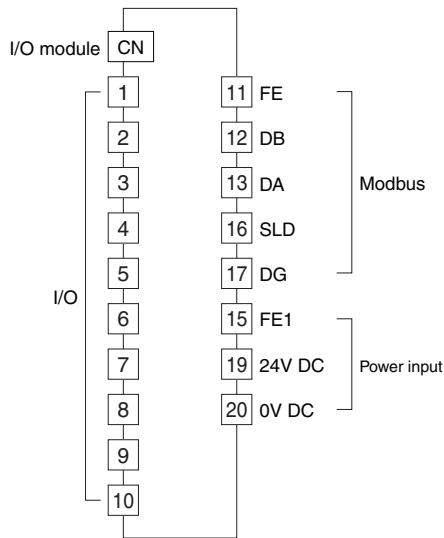 I/O module CN
1 11 FE
2 12 DB
3 13 DA
Modbus
4 16 SLD
5 17 DG
I/O
6 15 FE1
7 19 24V DC
Power input
8 20 0V DC
9
10